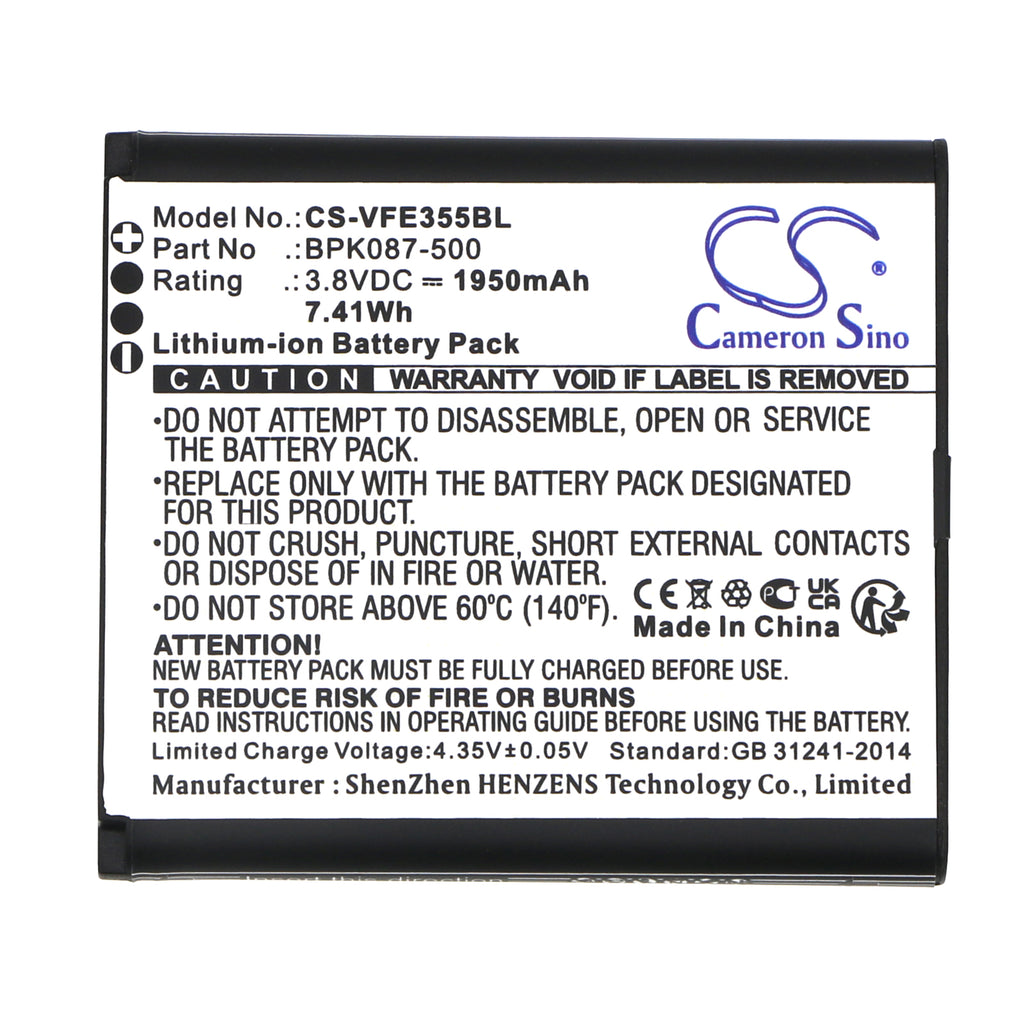 Model No.: CS-VFE355BL
Part No .: BPK087-500
Rating .: 3.8VDC 1950mAh
7.41Wh
Lithium-ion Battery Pack
CS ®
Cameron Sino
CAUTION WARRANTY VOID IF LABEL IS REMOVED
•DO NOT ATTEMPT TO DISASSEMBLE, OPEN OR SERVICE
THE BATTERY PACK.
•REPLACE ONLY WITH THE BATTERY PACK DESIGNATED
FOR THIS PRODUCT.
•DO NOT CRUSH, PUNCTURE, SHORT EXTERNAL CONTACTS
OR DISPOSE OF IN FIRE OR WATER.
•DO NOT STORE ABOVE 60ºC (140ºF).
CE UK CA
Made In China
ATTENTION!
NEW BATTERY PACK MUST BE FULLY CHARGED BEFORE USE.
TO REDUCE RISK OF FIRE OR BURNS
READ INSTRUCTIONS IN OPERATING GUIDE BEFORE USING THE BATTERY.
Limited Charge Voltage:4.35V±0.05V Standard:GB 31241-2014
Manufacturer : ShenZhen HENZENS Technology Co., Limited
Insert this direction